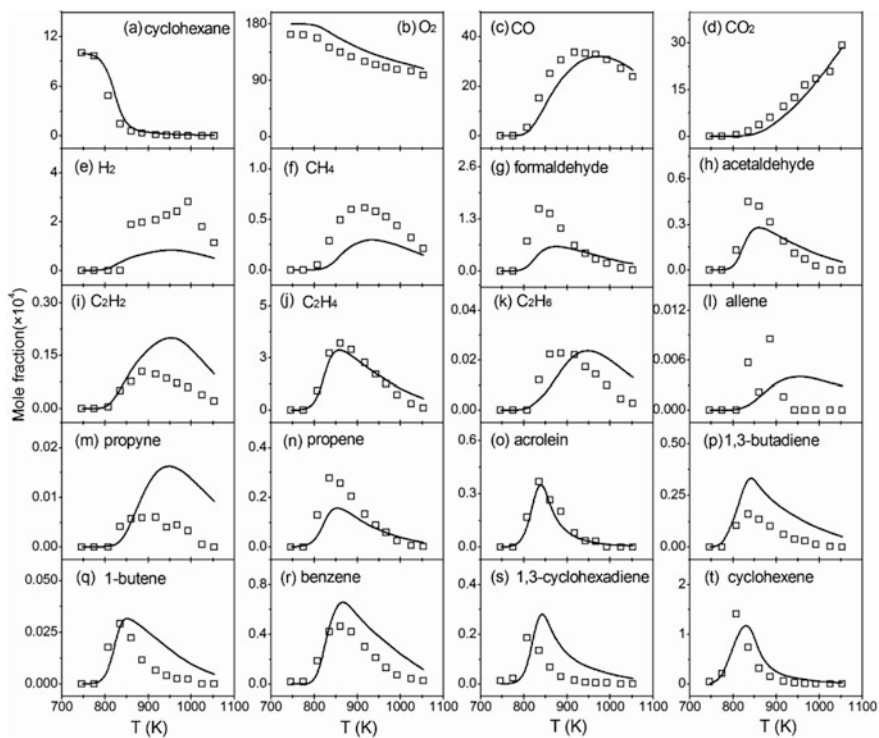 (a) cyclohexane
(b) O2
(c) CO
(d) CO2
10
5
0
180
90
0
40
20
0
30
15
0
(e) H2
(f) CH4
(g) formaldehyde
(h) acetaldehyde
4
2
0
1.0
0.5
0.0
2.6
1.3
0.0
0.6
0.3
0.0
Mole fraction(×10⁴)
(i) C2H2
(j) C2H4
(k) C2H6
(l) allene
0.30
0.15
0.00
6
3
0
0.04
0.02
0.00
0.012
0.006
0.000
(m) propyne
(n) propene
(o) acrolein
(p) 1,3-butadiene
0.02
0.01
0.00
0.4
0.2
0.0
0.6
0.3
0.0
0.50
0.25
0.00
(q) 1-butene
(r) benzene
(s) 1,3-cyclohexadiene
(t) cyclohexene
0.050
0.025
0.000
0.8
0.4
0.0
0.4
0.2
0.0
2
1
0
700 800 900 1000 1100
700 800 900 1000 1100
700 800 900 1000 1100
700 800 900 1000 1100
T (K)
T (K)
T (K)
T (K)